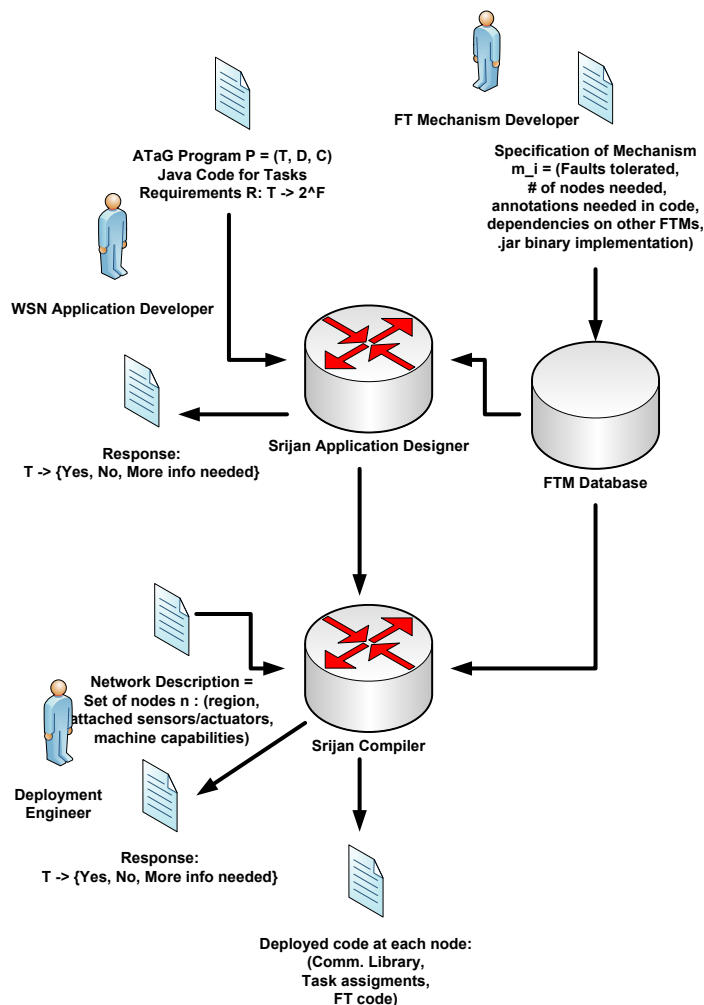 FT Mechanism Developer
ATaG Program P = (T, D, C)
Java Code for Tasks
Requirements R: T -> 2^F
Specification of Mechanism
m_i = (Faults tolerated,
# of nodes needed,
annotations needed in code,
dependencies on other FTMs,
.jar binary implementation)
WSN Application Developer
Srijan Application Designer
Response:
T -> {Yes, No, More info needed}
FTM Database
Network Description =
Set of nodes n : (region,
attached sensors/actuators,
machine capabilities)
Srijan Compiler
Deployment
Engineer
Response:
T -> {Yes, No, More info needed}
Deployed code at each node:
(Comm. Library,
Task assigments,
FT code)